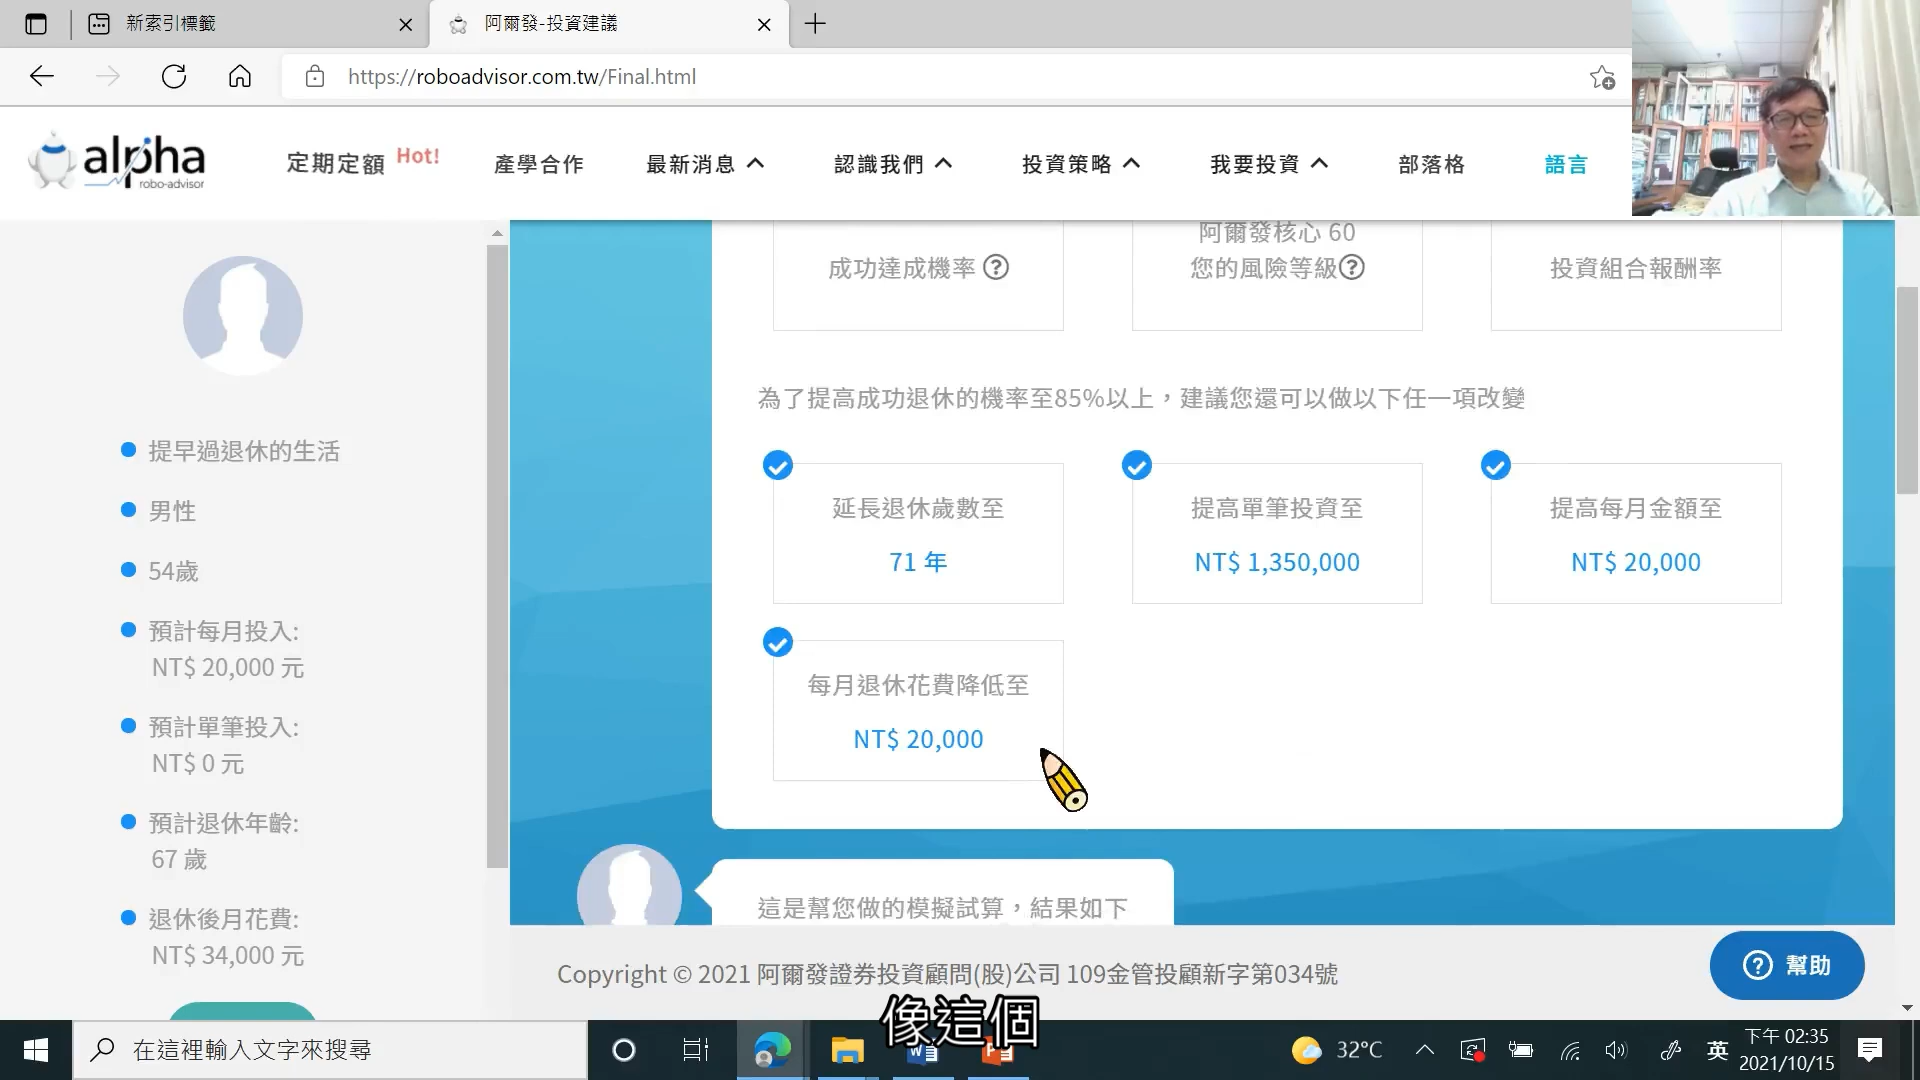 新索引標籤
阿爾發-投資建議
https://roboadvisor.com.tw/Final.html
alpha
robo-advisor
定期定額 Hot!
產學合作
最新消息
認識我們
投資策略
我要投資
部落格
語言
提早過退休的生活
男性
54歲
預計每月投入:
NT$ 20,000 元
預計單筆投入:
NT$ 0 元
預計退休年齡:
67 歲
退休後月花費:
NT$ 34,000 元
成功達成機率
阿爾發核心 60
您的風險等級
投資組合報酬率
為了提高成功退休的機率至85%以上，建議您還可以做以下任一項改變
延長退休歲數至
71 年
提高單筆投資至
NT$ 1,350,000
提高每月金額至
NT$ 20,000
每月退休花費降低至
NT$ 20,000
這是幫您做的模擬試算，結果如下
Copyright © 2021 阿爾發證券投資顧問(股)公司 109金管投顧新字第034號
幫助
像這個
在這裡輸入文字來搜尋
32°C
英
下午 02:35
2021/10/15